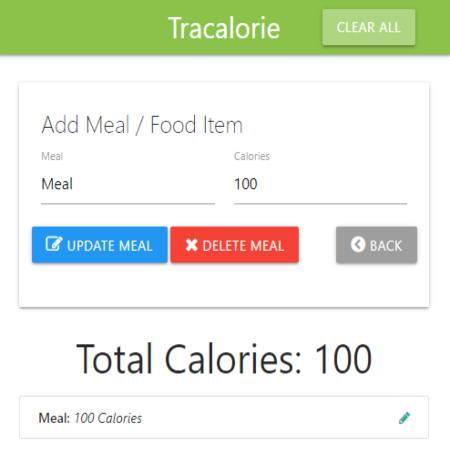 Tracalorie
CLEAR ALL
Add Meal / Food Item
Meal
Calories
Meal
100
UPDATE MEAL
DELETE MEAL
BACK
Total Calories: 100
Meal: 100 Calories